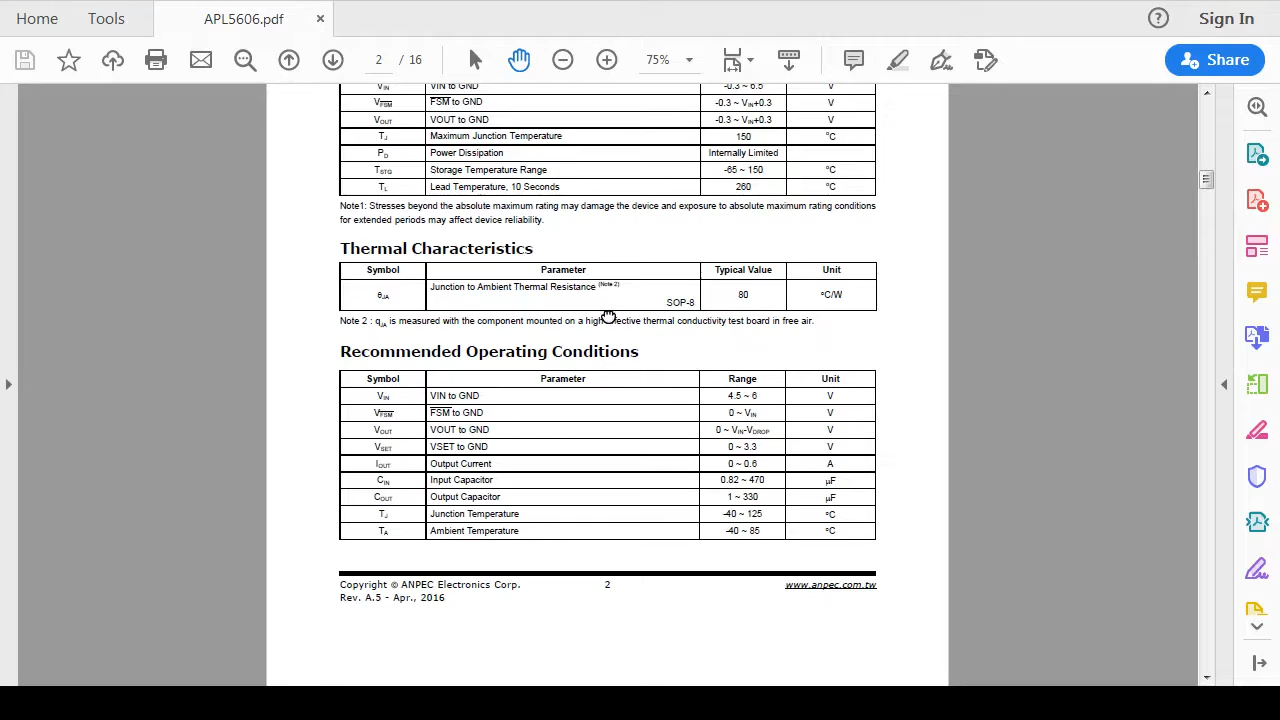 Home Tools APL5606.pdf × ? Sign In
2 / 16 75% Share
VIN VIN to GND -0.3 ~ 6.5 V
VFSM FSM to GND -0.3 ~ VIN+0.3 V
VOUT VOUT to GND -0.3 ~ VIN+0.3 V
TJ Maximum Junction Temperature 150 °C
PD Power Dissipation Internally Limited
TSTG Storage Temperature Range -65 ~ 150 °C
TL Lead Temperature, 10 Seconds 260 °C
Note1: Stresses beyond the absolute maximum rating may damage the device and exposure to absolute maximum rating conditions
for extended periods may affect device reliability.
Thermal Characteristics
Symbol Parameter Typical Value Unit
θJA Junction to Ambient Thermal Resistance (Note 2) 80 °C/W
SOP-8
Note 2 : qJA is measured with the component mounted on a high effective thermal conductivity test board in free air.
Recommended Operating Conditions
Symbol Parameter Range Unit
VIN VIN to GND 4.5 ~ 6 V
VFSM FSM to GND 0 ~ VIN V
VOUT VOUT to GND 0 ~ VIN-VDROP V
VSET VSET to GND 0 ~ 3.3 V
IOUT Output Current 0 ~ 0.6 A
CIN Input Capacitor 0.82 ~ 470 μF
COUT Output Capacitor 1 ~ 330 μF
TJ Junction Temperature -40 ~ 125 °C
TA Ambient Temperature -40 ~ 85 °C
Copyright © ANPEC Electronics Corp. 2 www.anpec.com.tw
Rev. A.5 - Apr., 2016